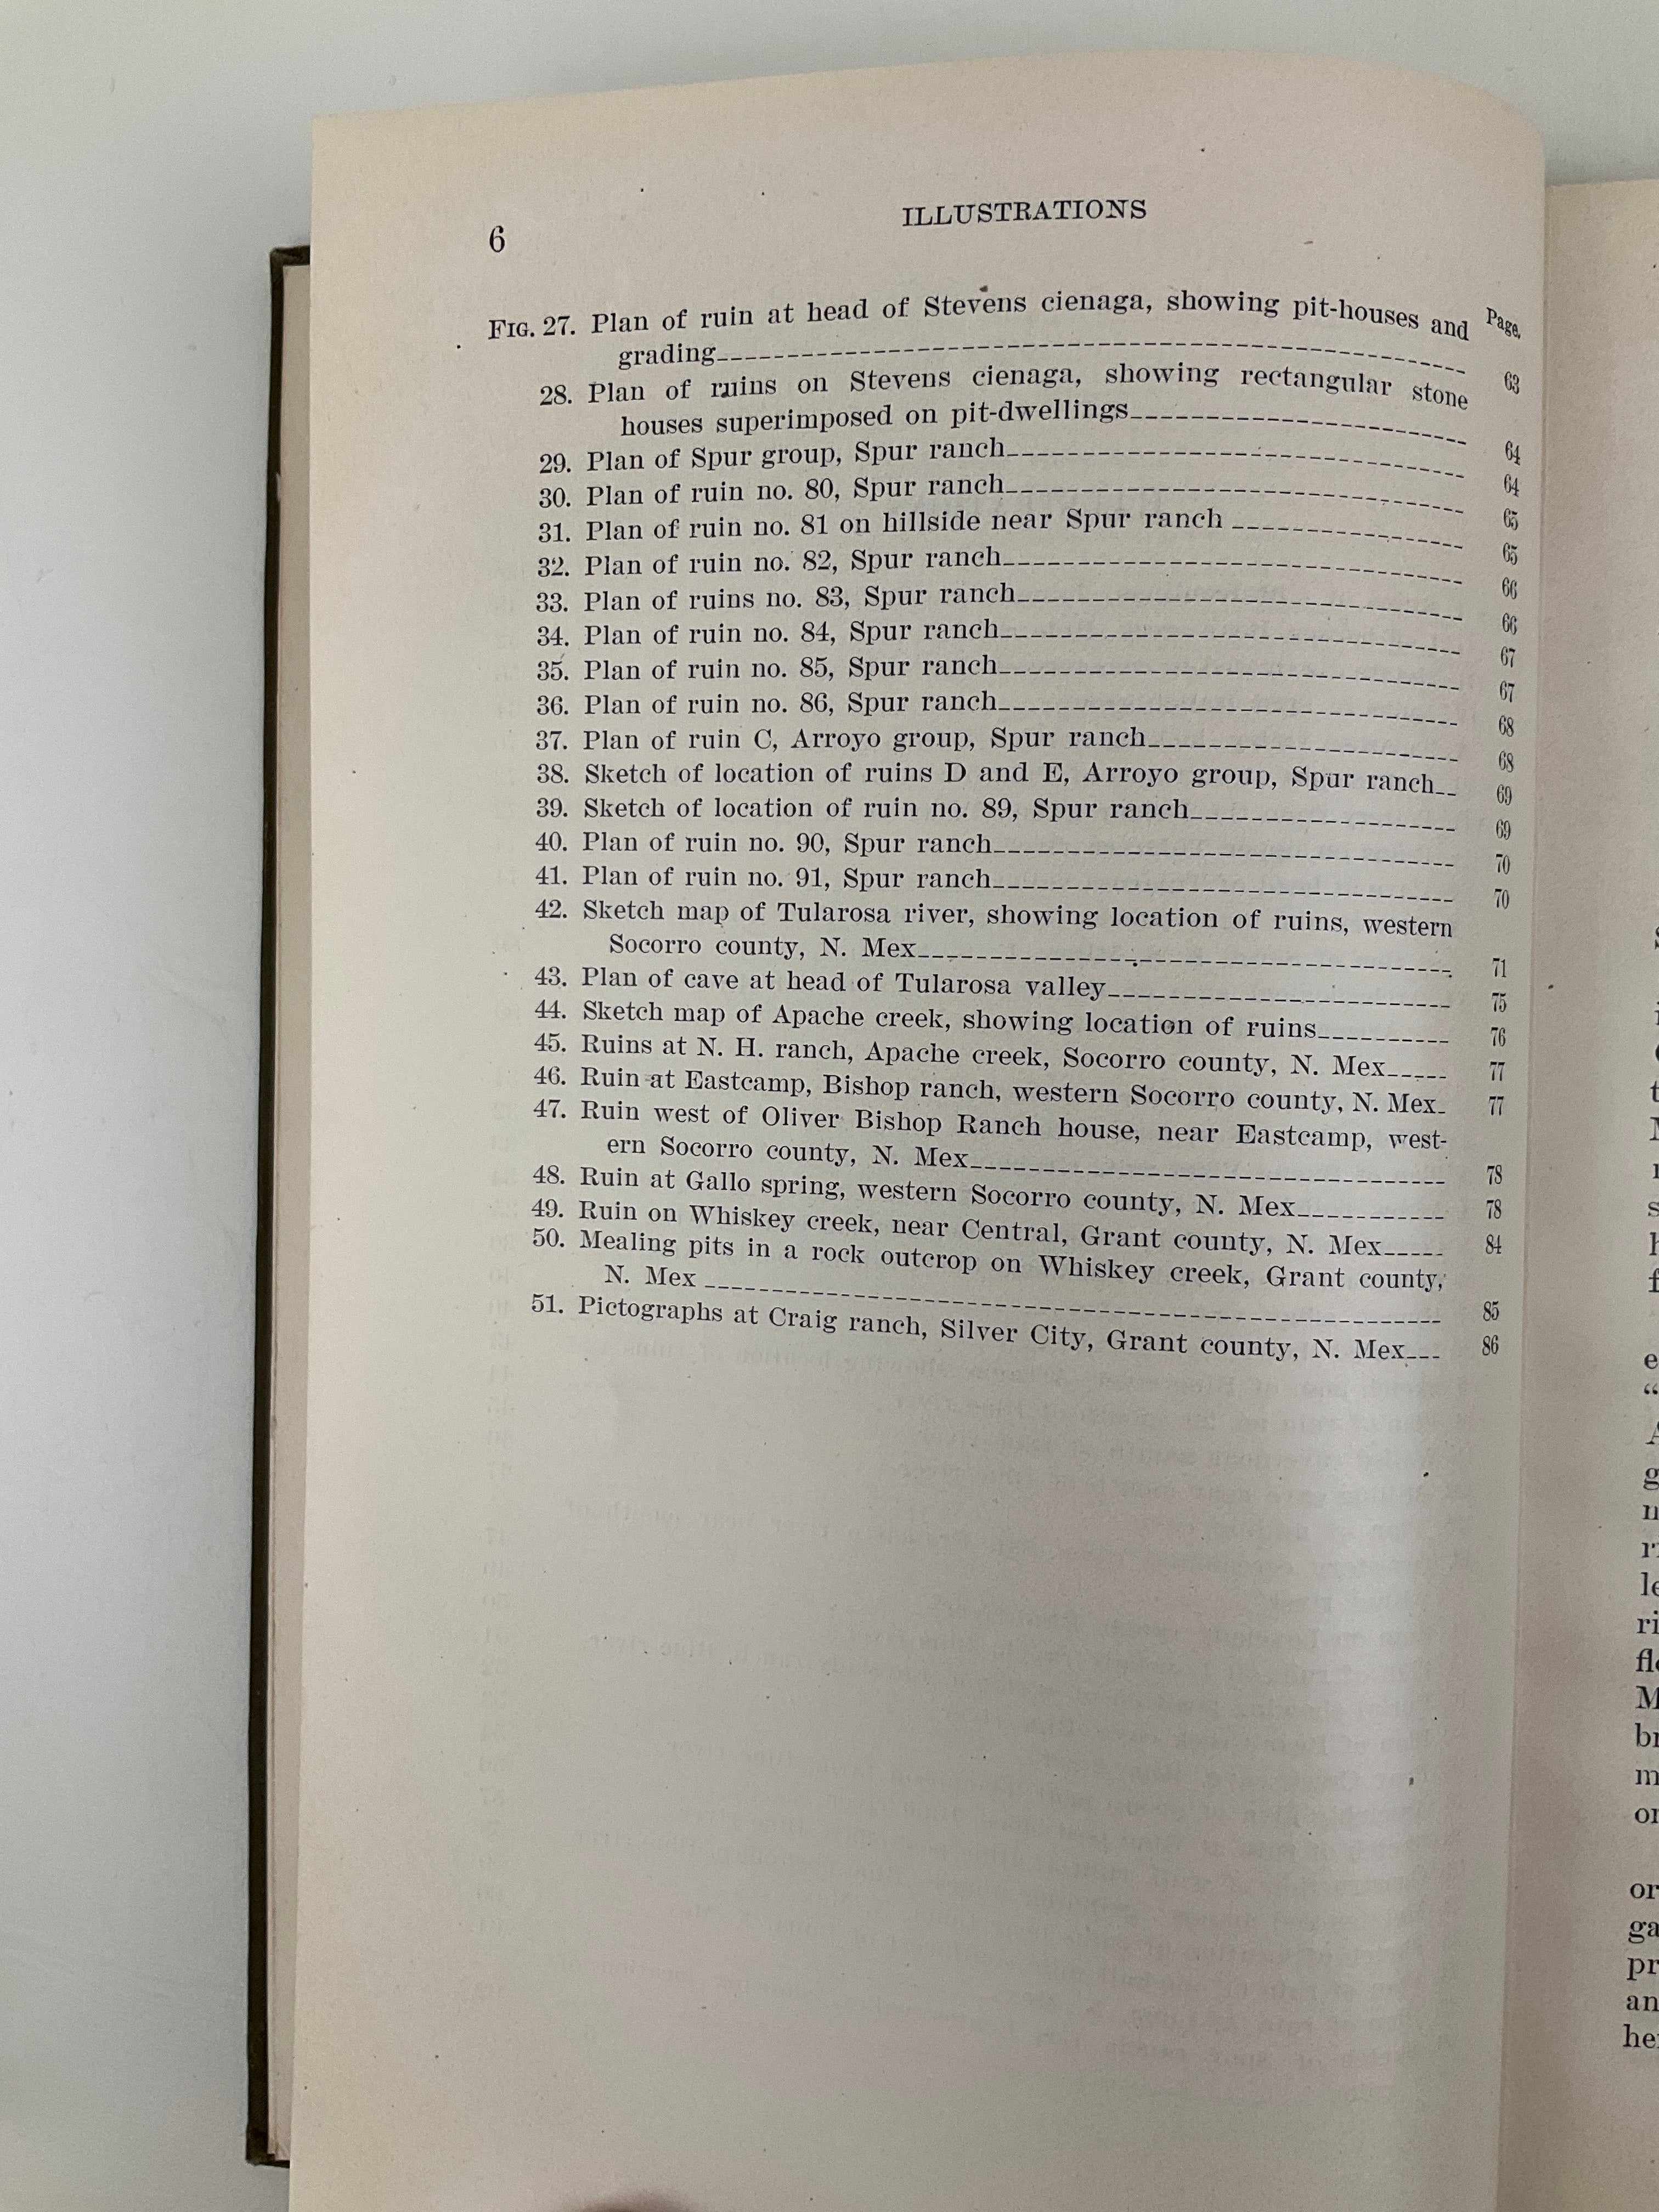 6
ILLUSTRATIONS
Page.
FIG. 27. Plan of ruin at head of Stevens cienaga, showing pit-houses and
grading 63
28. Plan of ruins on Stevens cienaga, showing rectangular stone
houses superimposed on pit-dwellings 64
29. Plan of Spur group, Spur ranch 64
30. Plan of ruin no. 80, Spur ranch 65
31. Plan of ruin no. 81 on hillside near Spur ranch 65
32. Plan of ruin no. 82, Spur ranch 66
33. Plan of ruins no. 83, Spur ranch 66
34. Plan of ruin no. 84, Spur ranch 67
35. Plan of ruin no. 85, Spur ranch 67
36. Plan of ruin no. 86, Spur ranch 68
37. Plan of ruin C, Arroyo group, Spur ranch 68
38. Sketch of location of ruins D and E, Arroyo group, Spur ranch 69
39. Sketch of location of ruin no. 89, Spur ranch 69
40. Plan of ruin no. 90, Spur ranch 70
41. Plan of ruin no. 91, Spur ranch 70
42. Sketch map of Tularosa river, showing location of ruins, western
Socorro county, N. Mex 71
43. Plan of cave at head of Tularosa valley 75
44. Sketch map of Apache creek, showing location of ruins 76
45. Ruins at N. H. ranch, Apache creek, Socorro county, N. Mex 77
46. Ruin at Eastcamp, Bishop ranch, western Socorro county, N. Mex 77
47. Ruin west of Oliver Bishop Ranch house, near Eastcamp, west-
ern Socorro county, N. Mex 78
48. Ruin at Gallo spring, western Socorro county, N. Mex 78
49. Ruin on Whiskey creek, near Central, Grant county, N. Mex 84
50. Mealing pits in a rock outcrop on Whiskey creek, Grant county,
N. Mex 85
51. Pictographs at Craig ranch, Silver City, Grant county, N. Mex 86